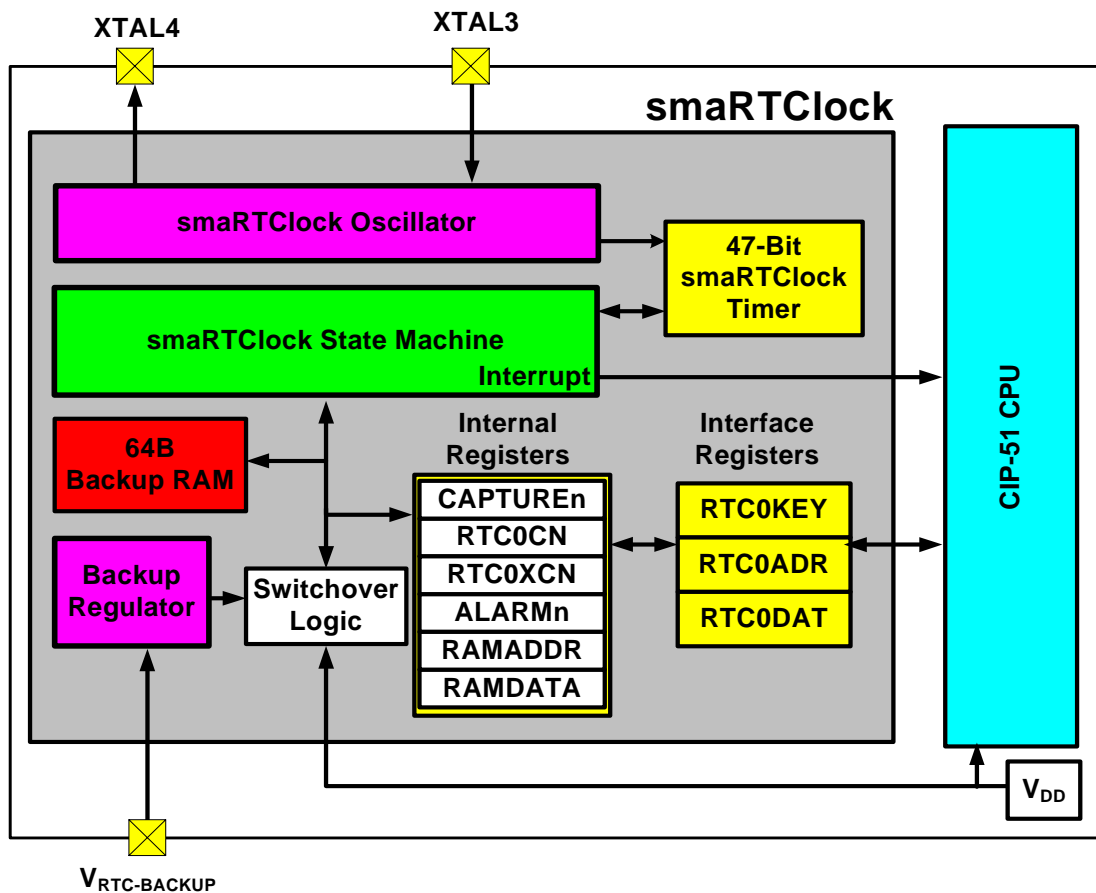 XTAL4
XTAL3
smaRTClock
smaRTClock Oscillator
47-Bit
smaRTClock
Timer
smaRTClock State Machine
Interrupt
CIP-51 CPU
64B
Backup RAM
Internal
Registers
Interface
Registers
CAPTUREn
RTC0CN
RTC0XCN
ALARMn
RAMADDR
RAMDATA
RTC0KEY
RTC0ADR
RTC0DAT
Backup
Regulator
Switchover
Logic
VDD
VRTC-BACKUP